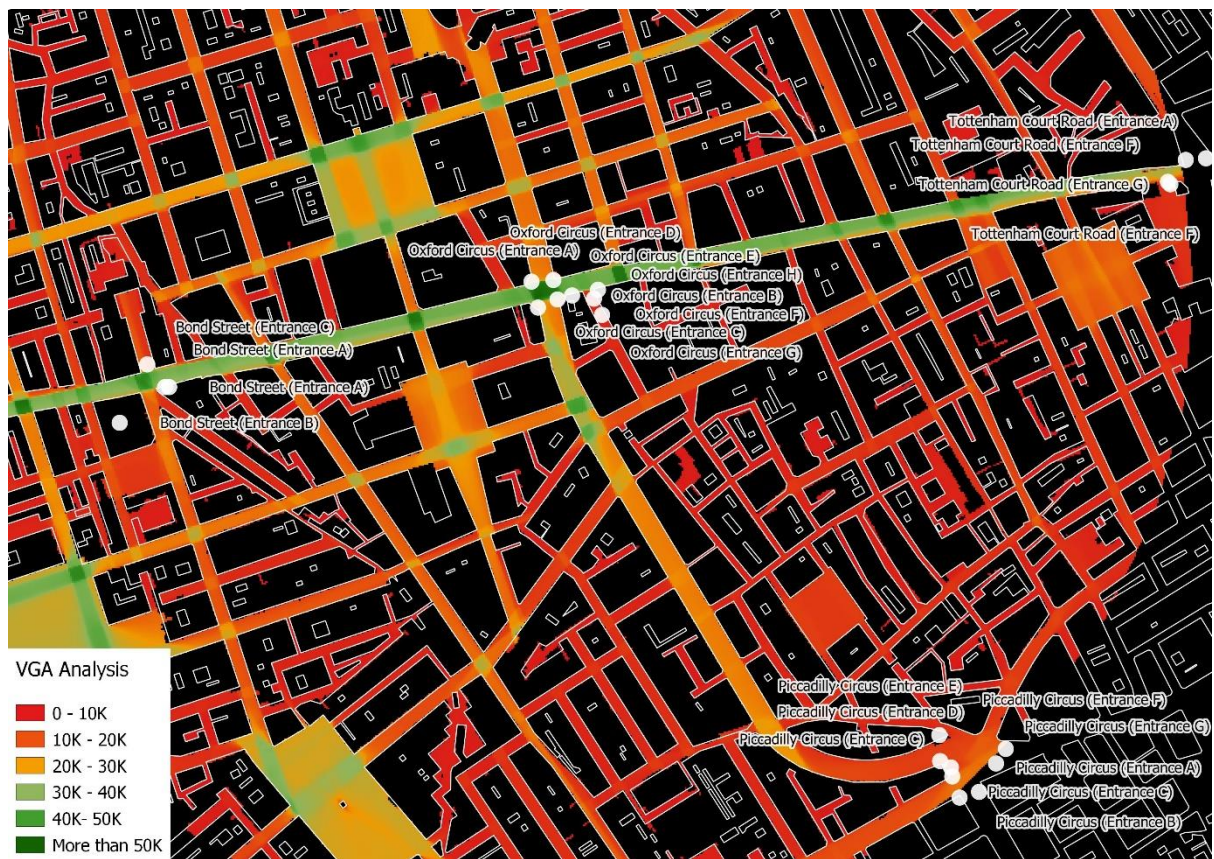 Tottenham Court Road (Entrance A)
Tottenham Court Road (Entrance F)
Tottenham Court Road (Entrance G)
Tottenham Court Road (Entrance F)
Oxford Circus (Entrance D)
Oxford Circus (Entrance A)
Oxford Circus (Entrance E)
Oxford Circus (Entrance H)
Oxford Circus (Entrance B)
Oxford Circus (Entrance F)
Oxford Circus (Entrance C)
Oxford Circus (Entrance G)
Bond Street (Entrance C)
Bond Street (Entrance A)
Bond Street (Entrance A)
Bond Street (Entrance B)
Piccadilly Circus (Entrance E)
Piccadilly Circus (Entrance F)
Piccadilly Circus (Entrance D)
Piccadilly Circus (Entrance G)
Piccadilly Circus (Entrance C)
Piccadilly Circus (Entrance A)
Piccadilly Circus (Entrance C)
Piccadilly Circus (Entrance B)
VGA Analysis
0 - 10K
10K - 20K
20K - 30K
30K - 40K
40K- 50K
More than 50K